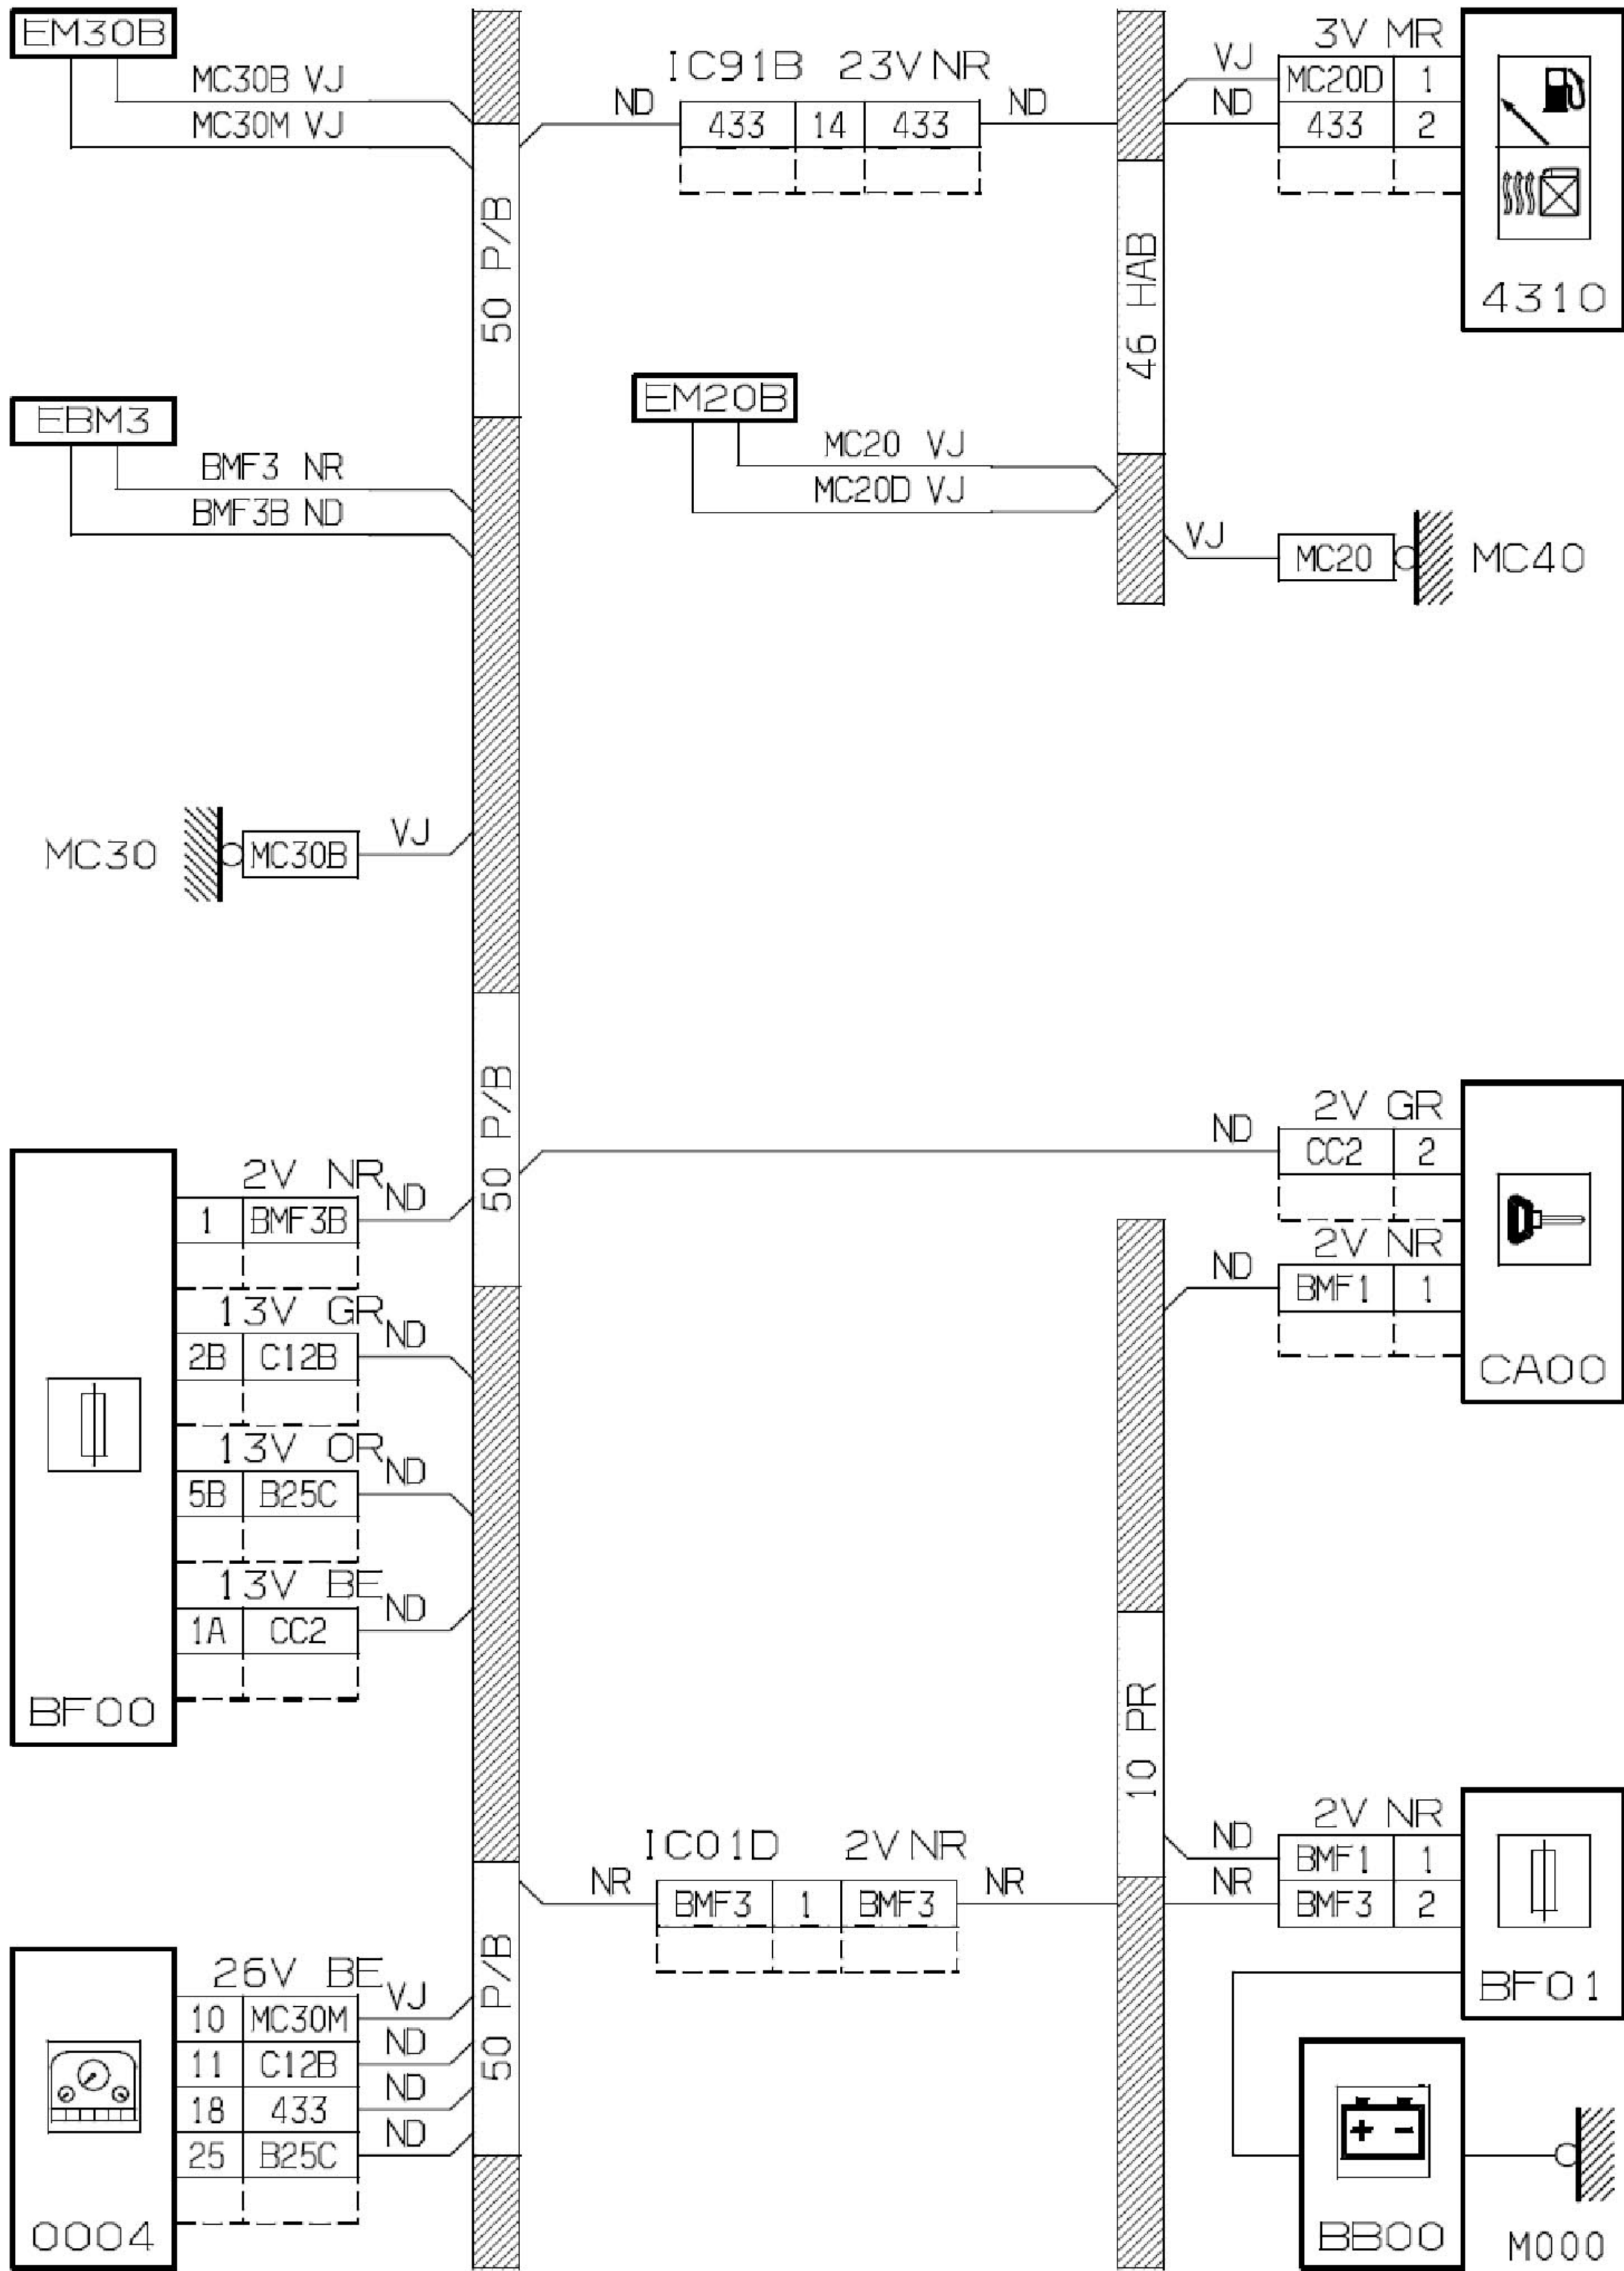 EM30B
MC30B VJ
MC30M VJ
50 P/B
IC91B 23V NR
ND 433 14 433 ND
46 HAB
3V MR
VJ MC20D 1
ND 433 2
4310
EBM3
BMF3 NR
BMF3B ND
EM20B
MC20 VJ
MC20D VJ
VJ MC20 MC40
MC30 MC30B VJ
50 P/B
2V GR
ND CC2 2
2V NR
ND BMF1 1
CA00
2V NR
1 BMF3B ND
13V GR
2B C12B ND
13V OR
5B B25C ND
13V BE
1A CC2 ND
BF00
10 PR
IC01D 2V NR
NR BMF3 1 BMF3 NR
2V NR
ND BMF1 1
NR BMF3 2
BF01
50 P/B
26V BE
10 MC30M VJ
11 C12B ND
18 433 ND
25 B25C ND
0004
+ -
BB00
M000